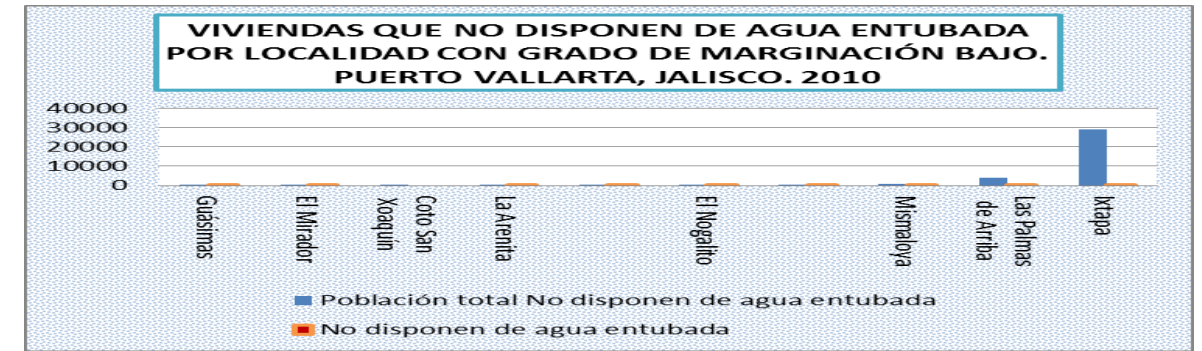 VIVIENDAS QUE NO DISPONEN DE AGUA ENTUBADA
POR LOCALIDAD CON GRADO DE MARGINACIÓN BAJO.
PUERTO VALLARTA, JALISCO. 2010
40000
30000
20000
10000
0
Guásimas
El Mirador
Coto San
Xoaquín
La Arenita
El Nogalito
Mismaloya
Las Palmas
de Arriba
Ixtapa
Población total No disponen de agua entubada
No disponen de agua entubada